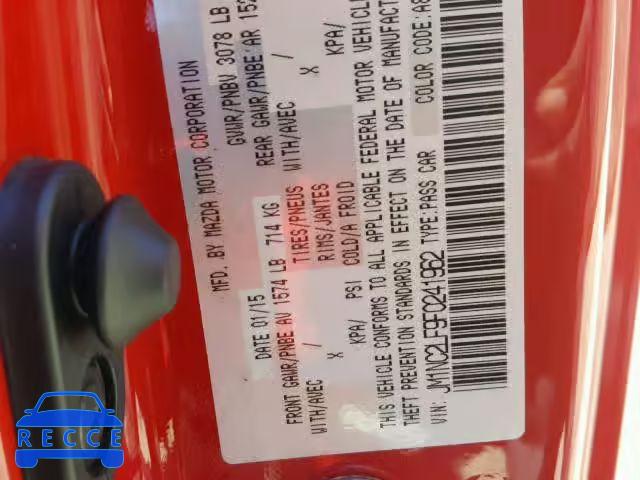 MFD. BY MAZDA MOTOR CORPORATION
DATE 01/15 GVWR/PNBV 3078 LB
FRONT GAWR/PNBE AV 1574 LB 714 KG REAR GAWR/PNBE AR
WITH/AVEC TIRES/PNEUS WITH/AVEC
/ X RIMS/JANTES / X
KPA/ PSI COLD/A FROID KPA/
THIS VEHICLE CONFORMS TO ALL APPLICABLE FEDERAL MOTOR VEHICLE
THEFT PREVENTION STANDARDS IN EFFECT ON THE DATE OF MANUFACT
VIN: JM1NC2LF9F0241962 TYPE:PASS CAR COLOR CODE:
PNBCE
RECORDS